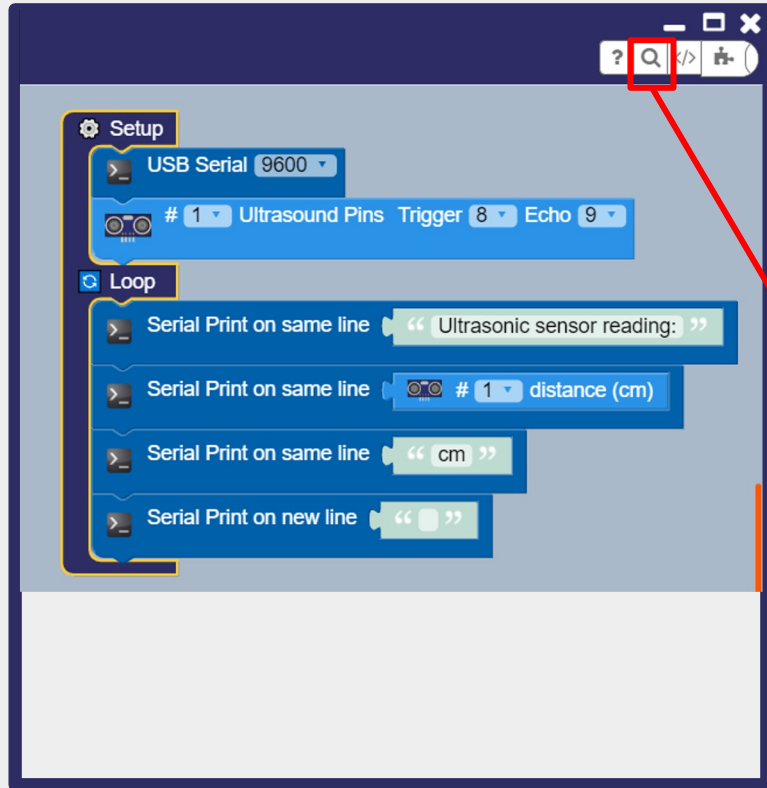 ? </>
Setup
USB Serial 9600
# 1 Ultrasound Pins Trigger 8 Echo 9
Loop
Serial Print on same line “ Ultrasonic sensor reading: ”
Serial Print on same line # 1 distance (cm)
Serial Print on same line “ cm ”
Serial Print on new line “ ”